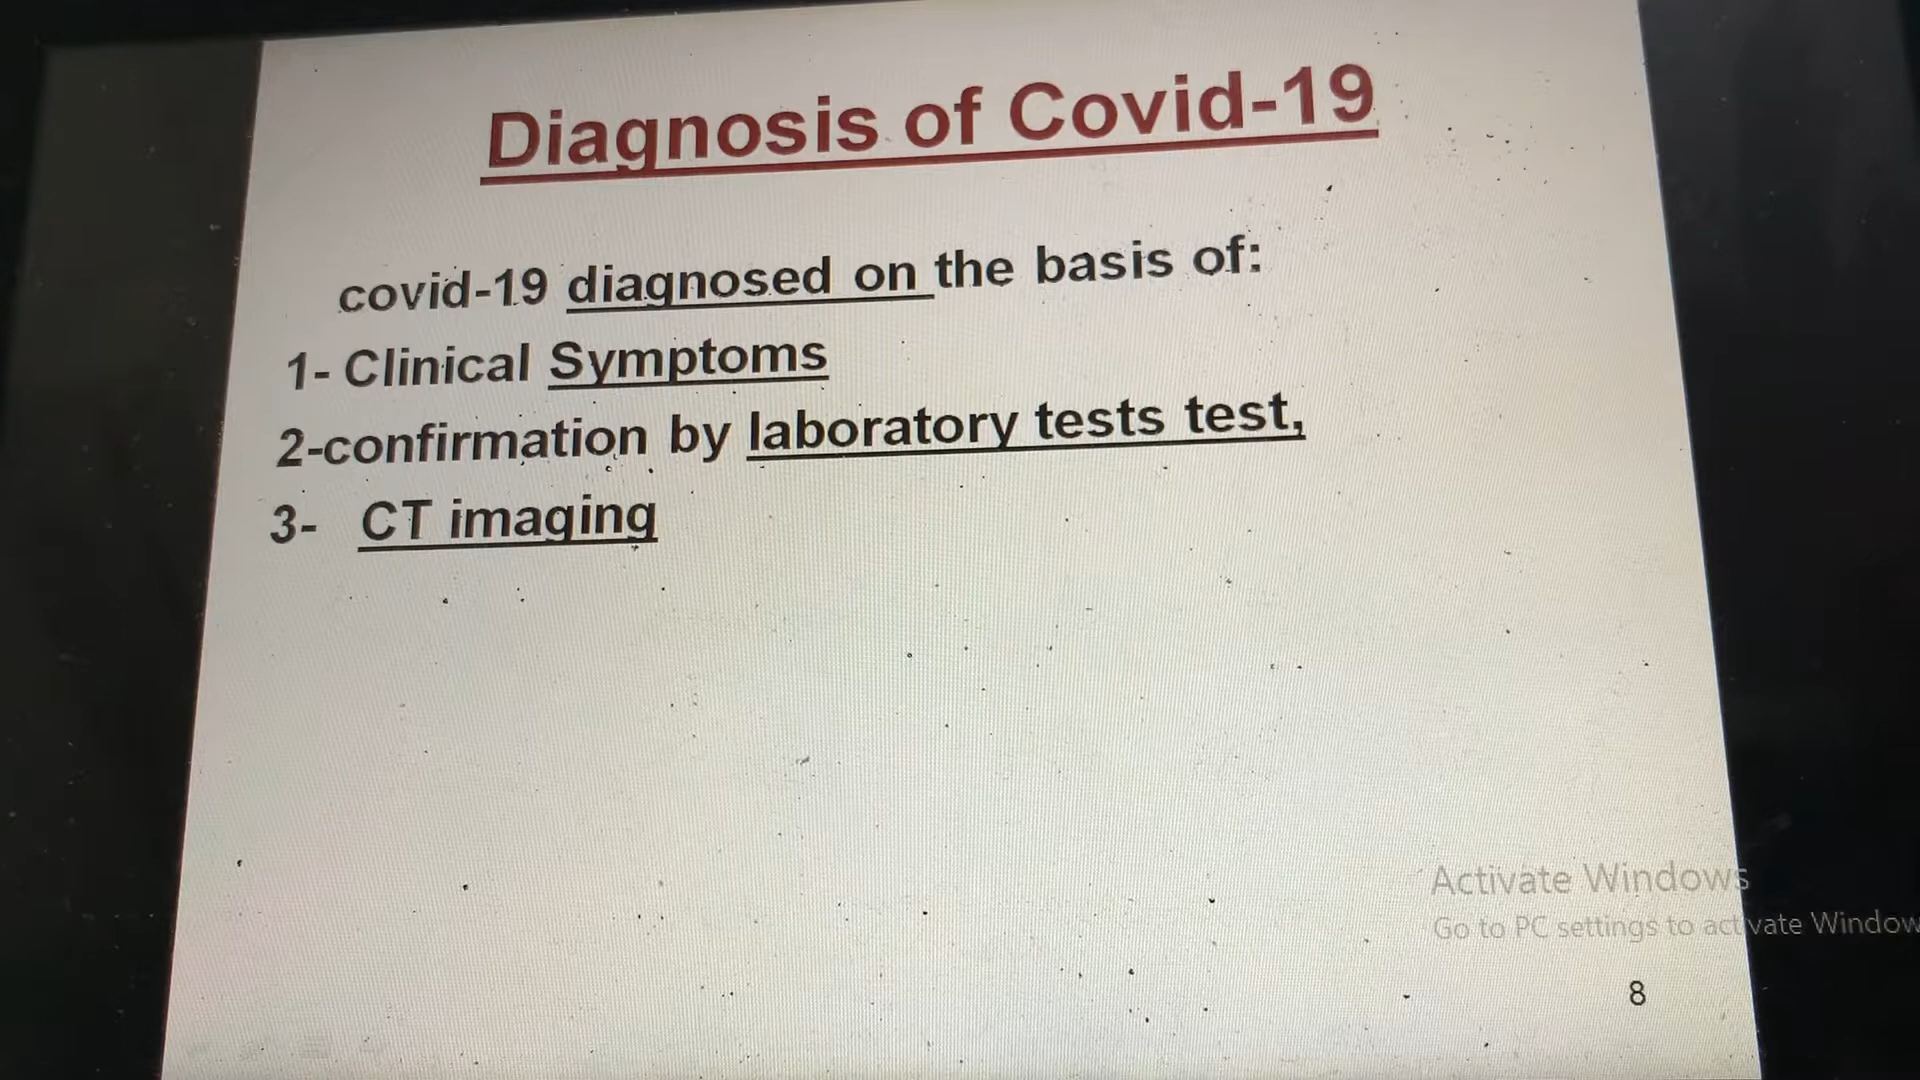 Diagnosis of Covid-19
covid-19 diagnosed on the basis of:
1- Clinical Symptoms
2-confirmation by laboratory tests test,
3- CT imaging
Activate Windows
Go to PC settings to activate Window
8